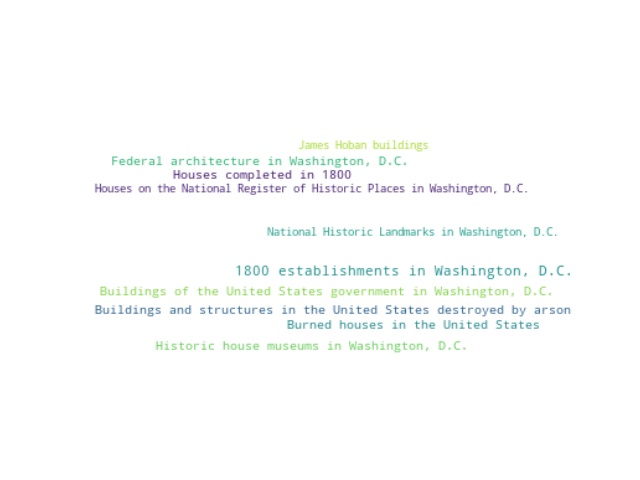 James Hoban buildings
Federal architecture in Washington, D.C.
Houses completed in 1800
Houses on the National Register of Historic Places in Washington, D.C.
National Historic Landmarks in Washington, D.C.
1800 establishments in Washington, D.C.
Buildings of the United States government in Washington, D.C.
Buildings and structures in the United States destroyed by arson
Burned houses in the United States
Historic house museums in Washington, D.C.